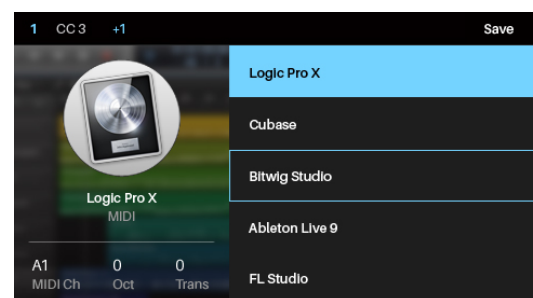 1 CC 3 +1 Save
Logic Pro X
MIDI
A1 0 0
MIDI Ch Oct Trans
Logic Pro X
Cubase
Bitwig Studio
Ableton Live 9
FL Studio